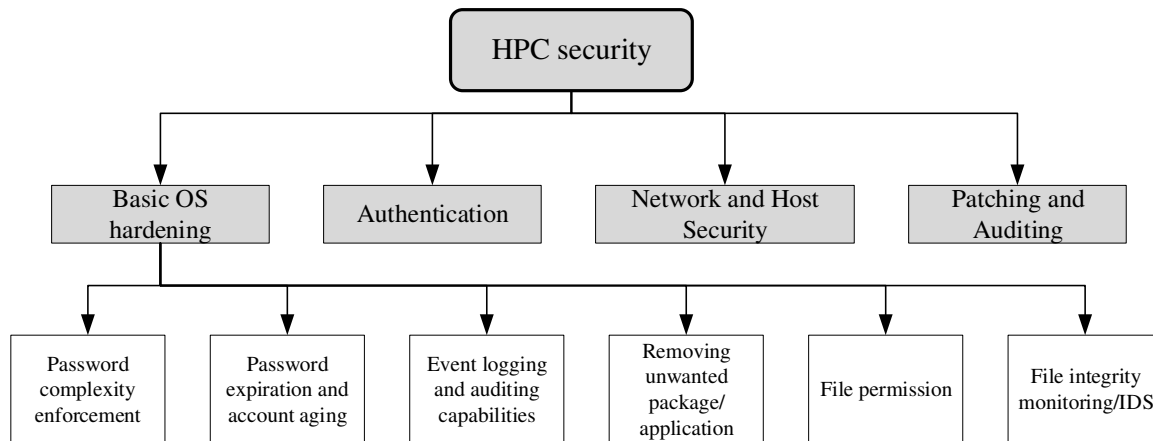 HPC security
Basic OS
hardening
Authentication
Network and Host
Security
Patching and
Auditing
Password
complexity
enforcement
Password
expiration and
account aging
Event logging
and auditing
capabilities
Removing
unwanted
package/
application
File permission
File integrity
monitoring/IDS